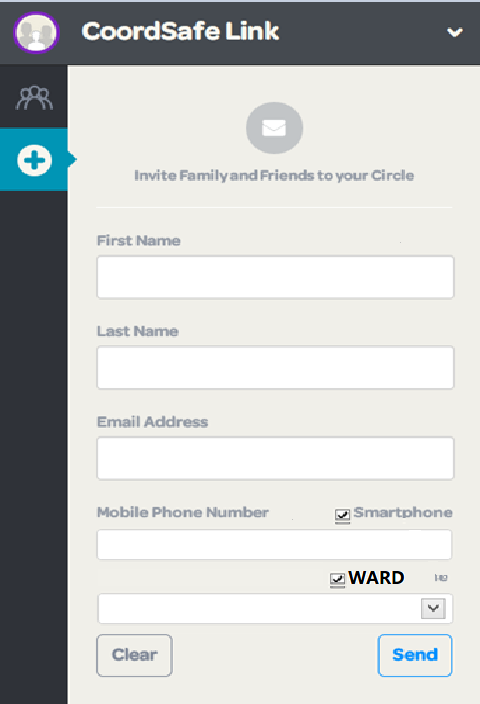 CoordSafe Link
Invite Family and Friends to your Circle
First Name
Last Name
Email Address
Mobile Phone Number Smartphone
WARD
Clear Send